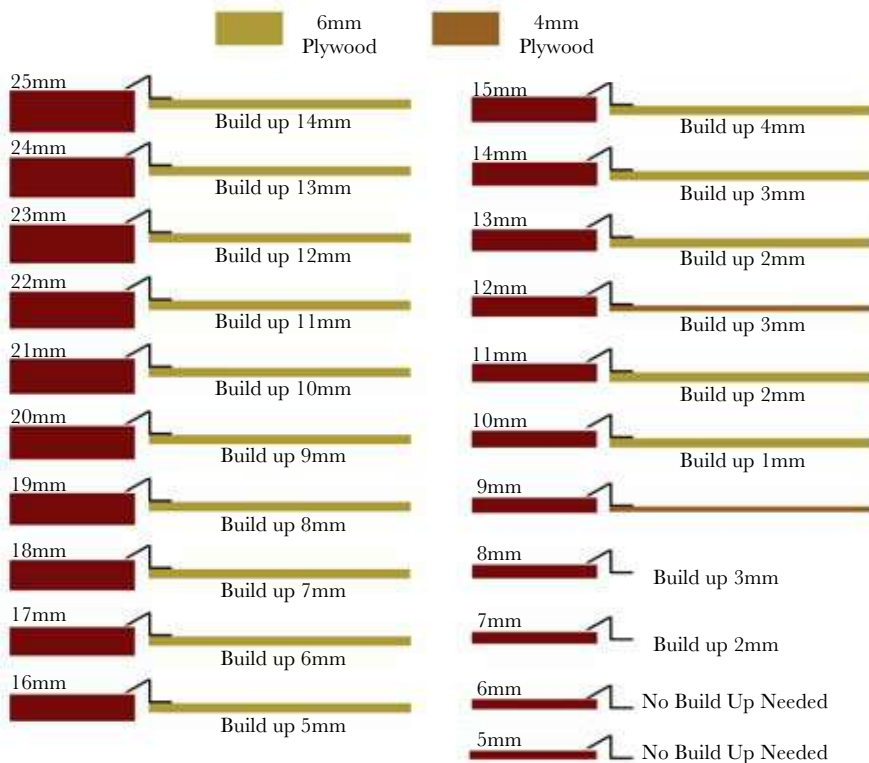 6mm
Plywood
4mm
Plywood
25mm
Build up 14mm
24mm
Build up 13mm
23mm
Build up 12mm
22mm
Build up 11mm
21mm
Build up 10mm
20mm
Build up 9mm
19mm
Build up 8mm
18mm
Build up 7mm
17mm
Build up 6mm
16mm
Build up 5mm
15mm
Build up 4mm
14mm
Build up 3mm
13mm
Build up 2mm
12mm
Build up 3mm
11mm
Build up 2mm
10mm
Build up 1mm
9mm
8mm
Build up 3mm
7mm
Build up 2mm
6mm
No Build Up Needed
5mm
No Build Up Needed